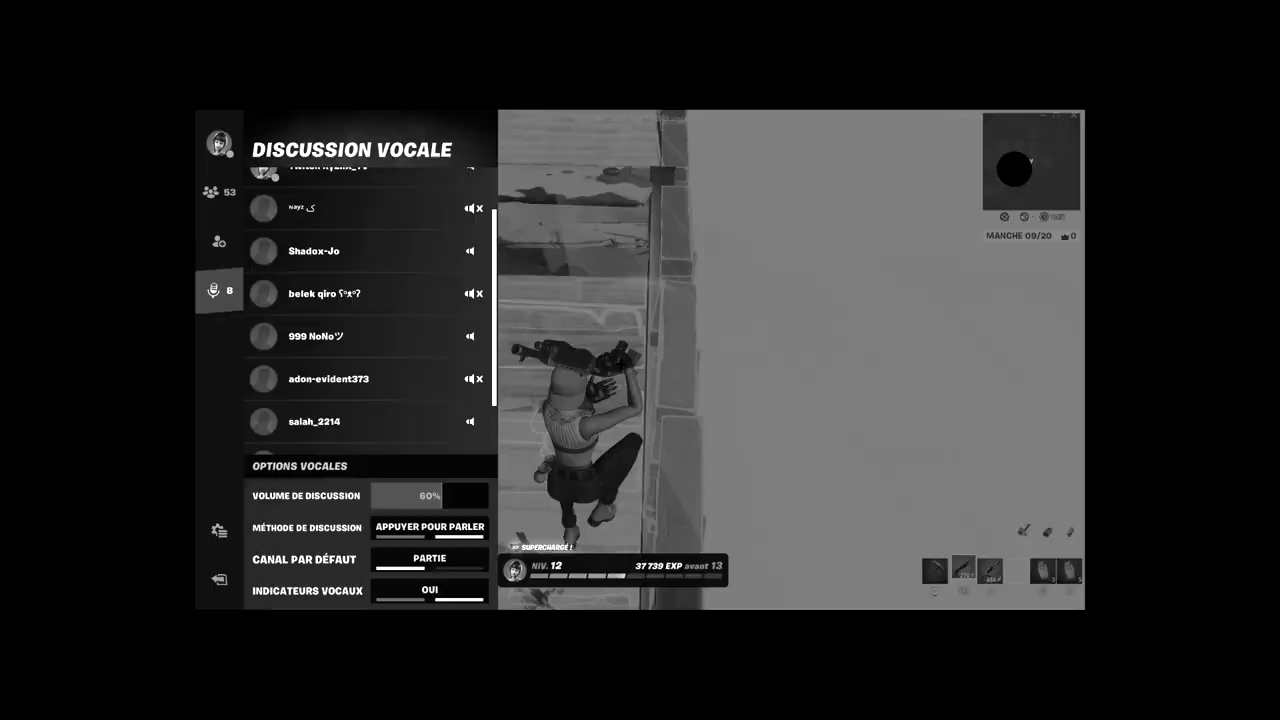 DISCUSSION VOCALE
53
ᴺᵃʸᶻ ک
Shadox-Jo
8
belek qiro ʕºᴥºʔ
999 NoNoツ
adon-evident373
salah_2214
OPTIONS VOCALES
VOLUME DE DISCUSSION 60%
MÉTHODE DE DISCUSSION APPUYER POUR PARLER
CANAL PAR DÉFAUT PARTIE
INDICATEURS VOCAUX OUI
SUPERCHARGÉ !
NIV. 12 37 739 EXP avant 13
MANCHE 09/20 0